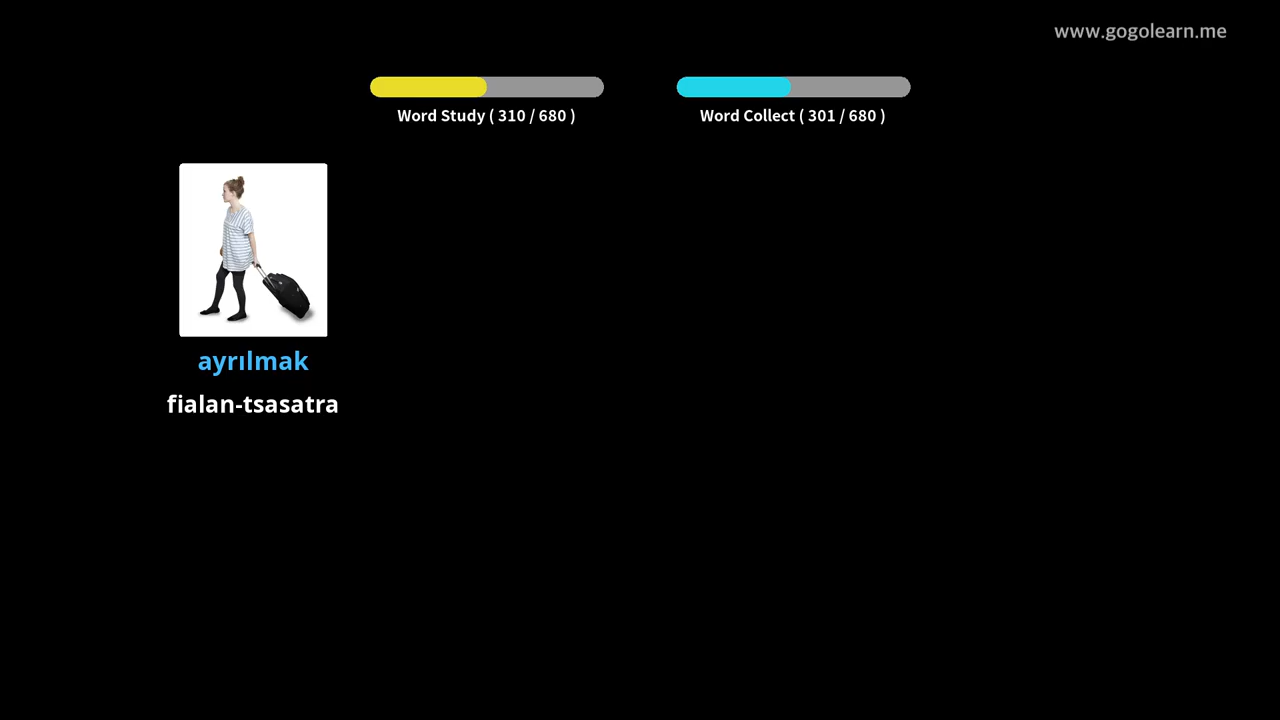 www.gogolearn.me
Word Study ( 310 / 680 )
Word Collect ( 301 / 680 )
ayrılmak
fialan-tsasatra